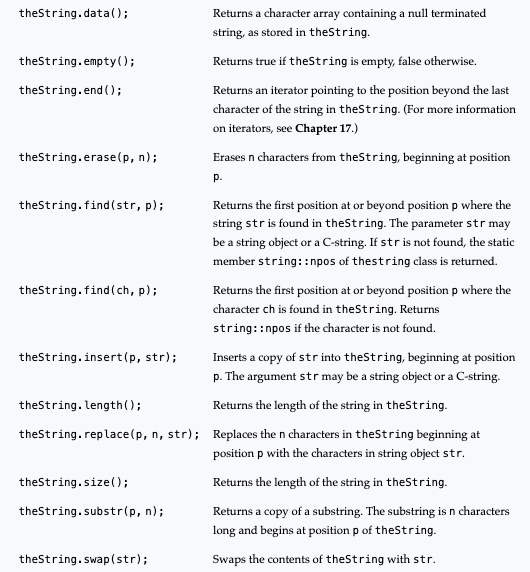 theString.data(); Returns a character array containing a null terminated
string, as stored in theString.
theString.empty(); Returns true if theString is empty, false otherwise.
theString.end(); Returns an iterator pointing to the position beyond the last
character of the string in theString. (For more information
on iterators, see Chapter 17.)
theString.erase(p, n); Erases n characters from theString, beginning at position
p.
theString.find(str, p); Returns the first position at or beyond position p where the
string str is found in theString. The parameter str may
be a string object or a C-string. If str is not found, the static
member string::npos of thestring class is returned.
theString.find(ch, p); Returns the first position at or beyond position p where the
character ch is found in theString. Returns
string::npos if the character is not found.
theString.insert(p, str); Inserts a copy of str into theString, beginning at position
p. The argument str may be a string object or a C-string.
theString.length(); Returns the length of the string in theString.
theString.replace(p, n, str); Replaces the n characters in theString beginning at
position p with the characters in string object str.
theString.size(); Returns the length of the string in theString.
theString.substr(p, n); Returns a copy of a substring. The substring is n characters
long and begins at position p of theString.
theString.swap(str); Swaps the contents of theString with str.